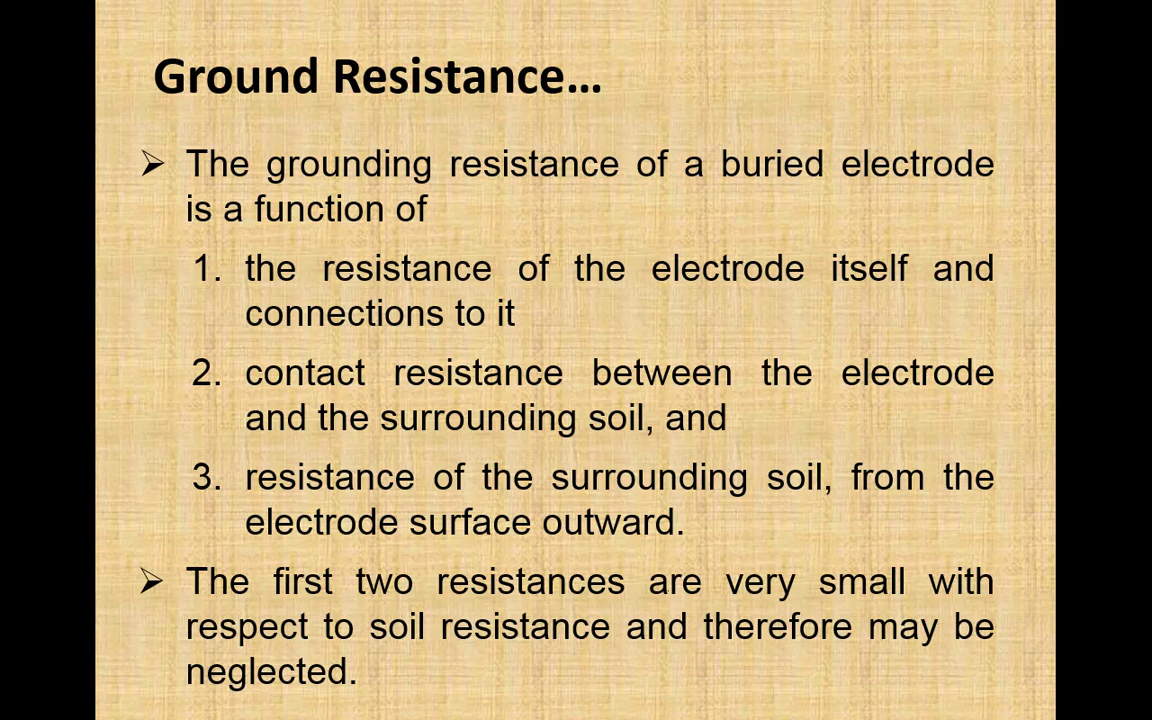 Ground Resistance…
➢ The grounding resistance of a buried electrode
is a function of
1. the resistance of the electrode itself and
connections to it
2. contact resistance between the electrode
and the surrounding soil, and
3. resistance of the surrounding soil, from the
electrode surface outward.
➢ The first two resistances are very small with
respect to soil resistance and therefore may be
neglected.